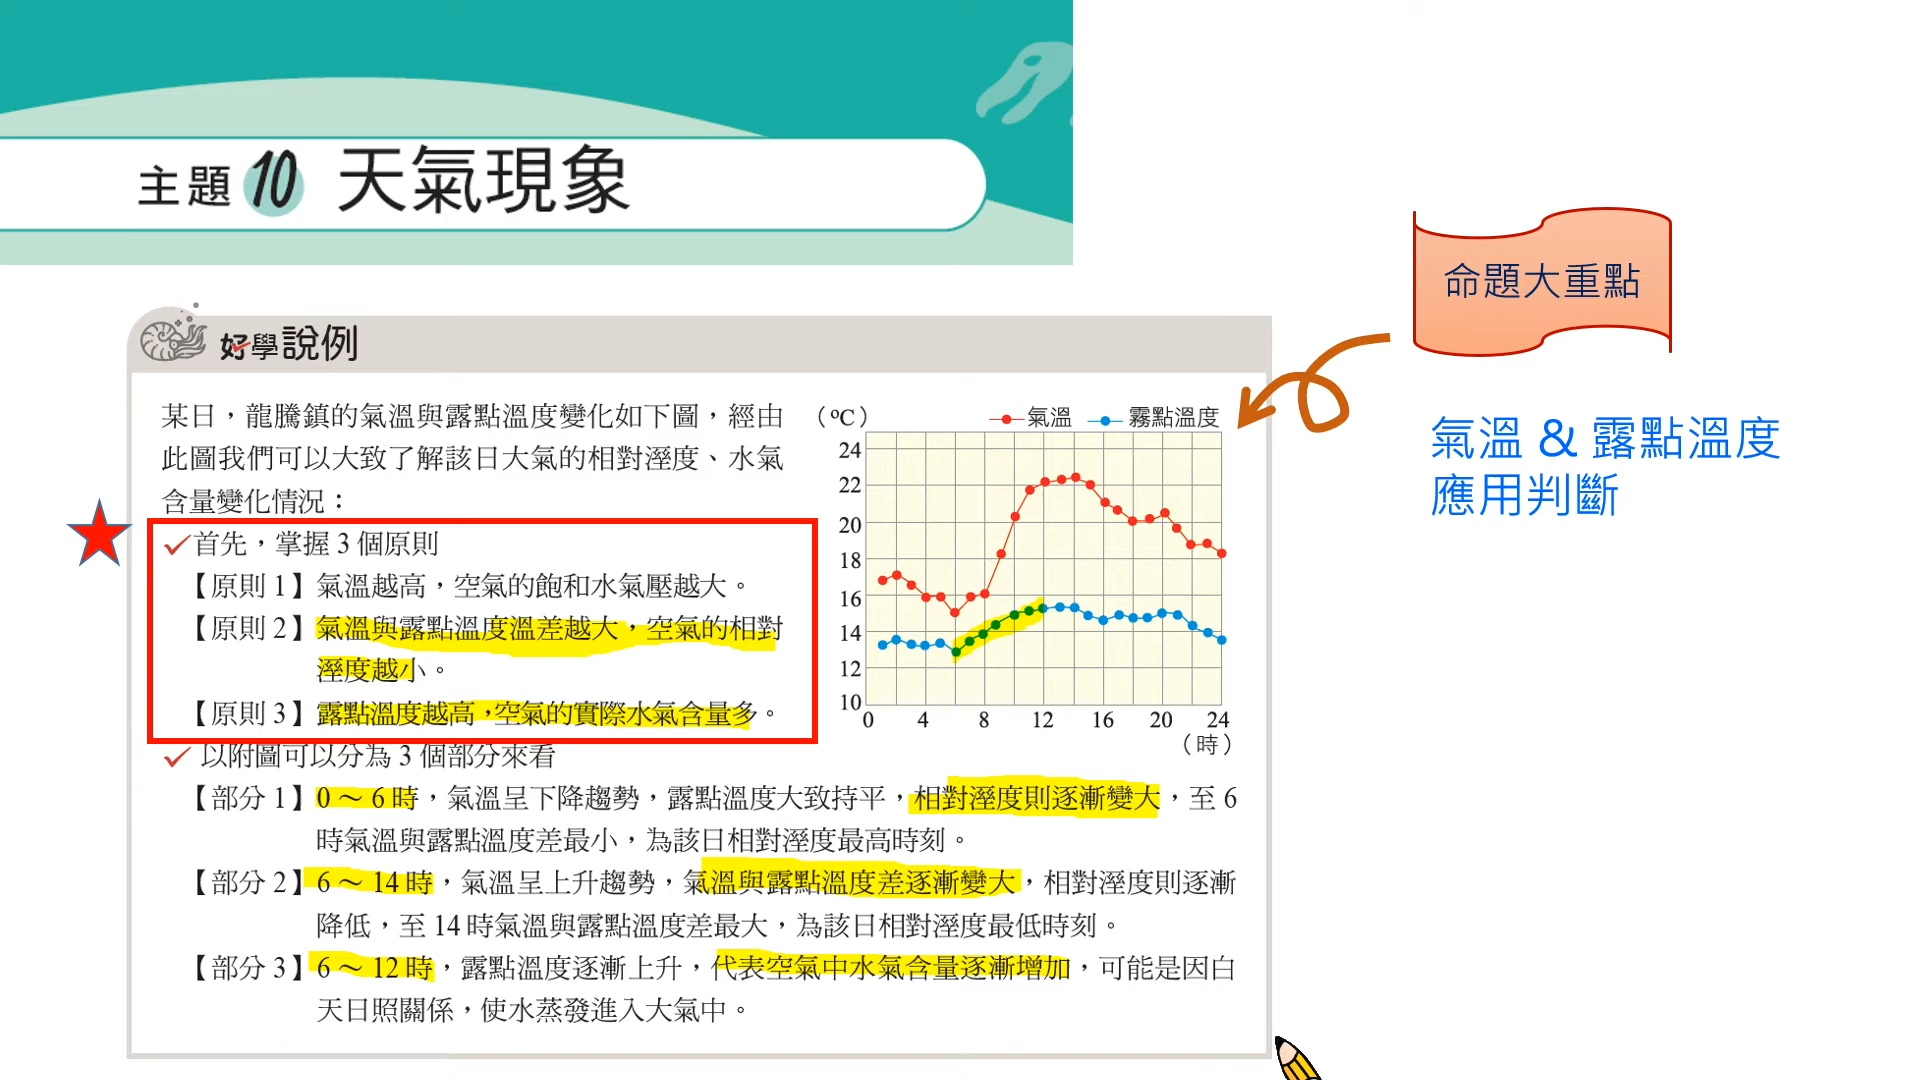 主題 10 天氣現象
命題大重點
好學說例
氣溫 & 露點溫度
應用判斷
某日，龍騰鎮的氣溫與露點溫度變化如下圖，經由
此圖我們可以大致了解該日大氣的相對溼度、水氣
含量變化情況：
首先，掌握 3 個原則
【原則 1】氣溫越高，空氣的飽和水氣壓越大。
【原則 2】氣溫與露點溫度溫差越大，空氣的相對
溼度越小。
【原則 3】露點溫度越高，空氣的實際水氣含量多。
（ºC）
氣溫 霧點溫度
24
22
20
18
16
14
12
10
0 4 8 12 16 20 24
（時）
以附圖可以分為 3 個部分來看
【部分 1】0 ～ 6 時，氣溫呈下降趨勢，露點溫度大致持平，相對溼度則逐漸變大，至 6
時氣溫與露點溫度差最小，為該日相對溼度最高時刻。
【部分 2】6 ～ 14 時，氣溫呈上升趨勢，氣溫與露點溫度差逐漸變大，相對溼度則逐漸
降低，至 14 時氣溫與露點溫度差最大，為該日相對溼度最低時刻。
【部分 3】6 ～ 12 時，露點溫度逐漸上升，代表空氣中水氣含量逐漸增加，可能是因白
天日照關係，使水蒸發進入大氣中。